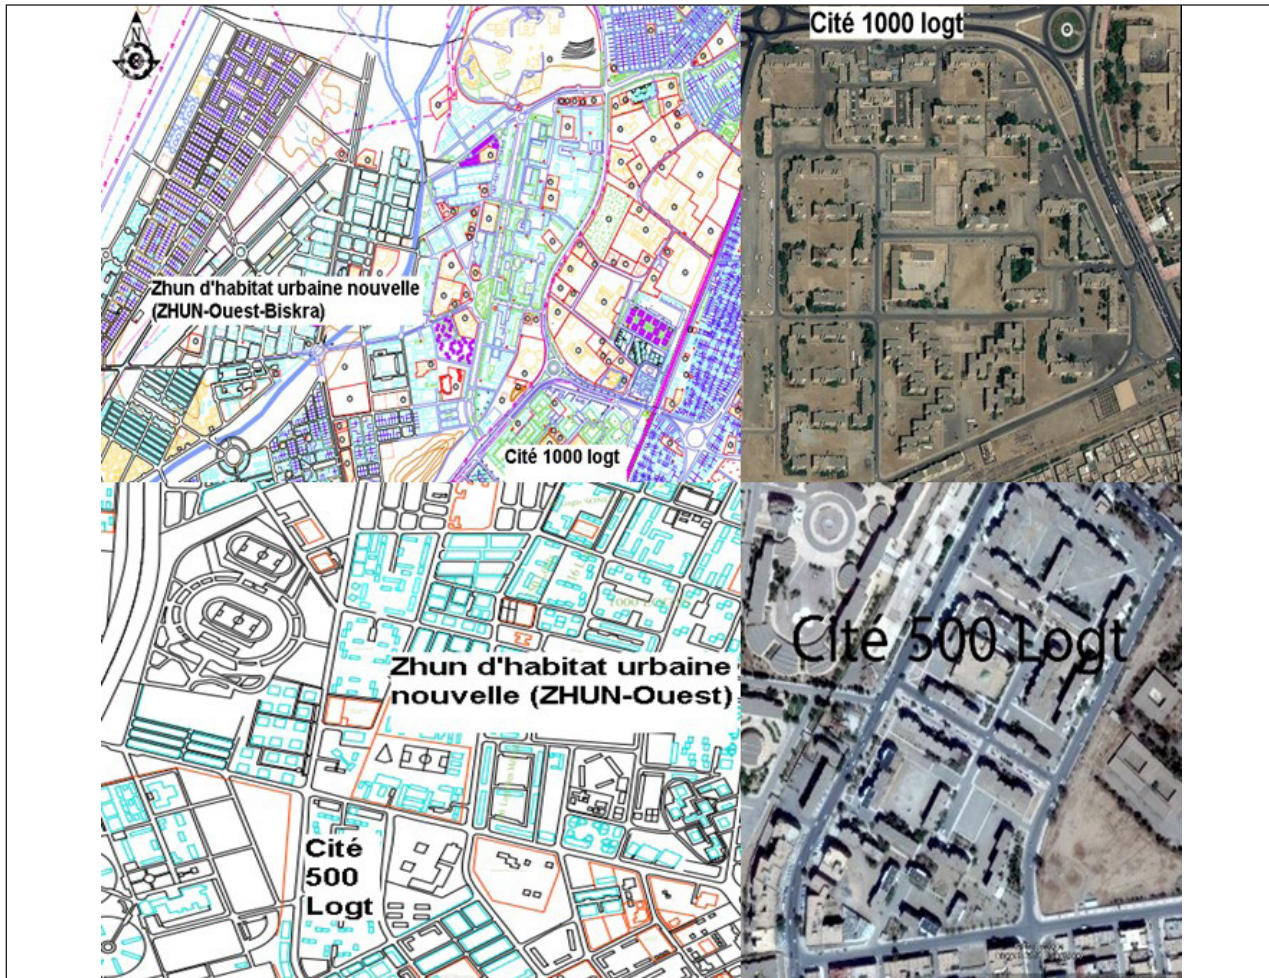 N
Cité 1000 logt
Zhun d'habitat urbaine nouvelle
(ZHUN-Ouest-Biskra)
Cité 1000 logt
Zhun d'habitat urbaine
nouvelle (ZHUN-Ouest)
Cité
500
Logt
Cité 500 Logt